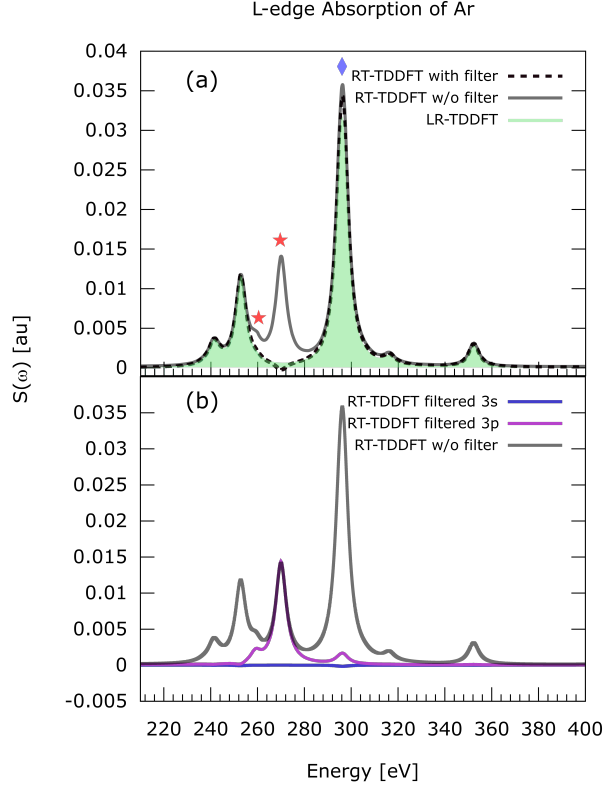 L-edge Absorption of Ar
0.04
0.035
0.03
0.025
0.02
0.015
0.01
0.005
0
(a)
RT-TDDFT with filter
RT-TDDFT w/o filter
LR-TDDFT
S(ω) [au]
(b)
RT-TDDFT filtered 3s
RT-TDDFT filtered 3p
RT-TDDFT w/o filter
0.035
0.03
0.025
0.02
0.015
0.01
0.005
0
-0.005
220 240 260 280 300 320 340 360 380 400
Energy [eV]